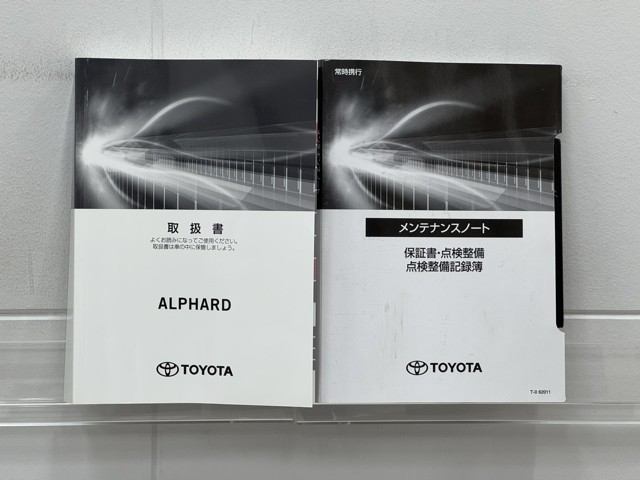 取扱書
よくお読みになってご使用ください。
取扱書は車の中に保管しましょう。
ALPHARD
TOYOTA
常時携行
メンテナンスノート
保証書・点検整備
点検整備記録簿
TOYOTA
T-Ⅱ 62011